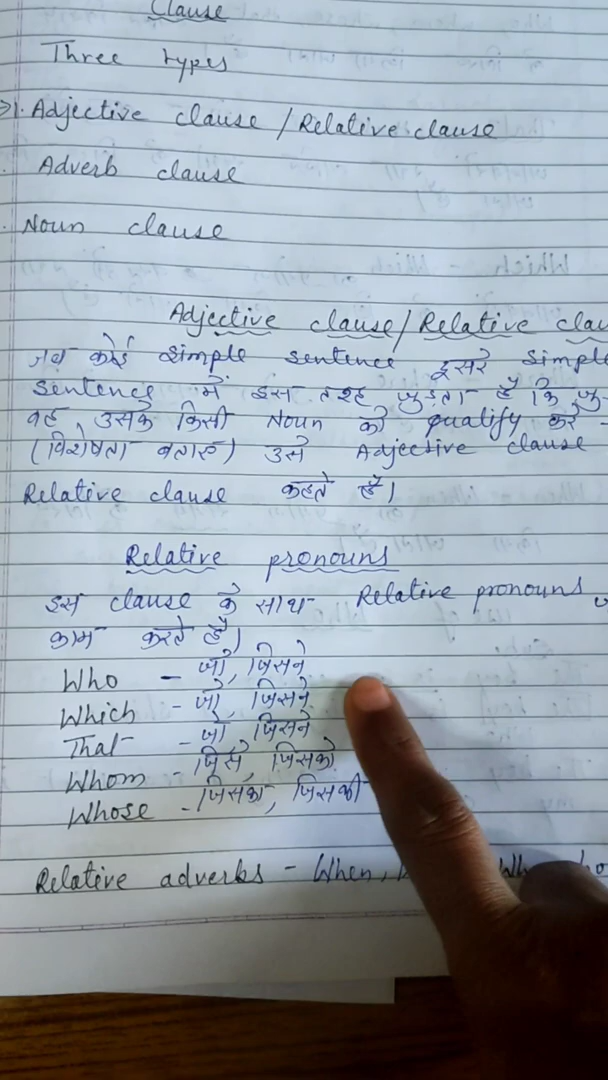 Clause
Three types
1. Adjective clause / Relative clause
Adverb clause
Noun clause
Adjective clause / Relative clau
जब कोई simple sentence दूसरे simple
sentence में इस तरह जुड़ता है कि जु
वह उसके किसी Noun को qualify करे
(विशेषता बताए) उसे Adjective clause
Relative clause कहते हैं।
Relative pronouns
इस clause के साथ Relative pronouns
काम करते हैं।
Who - जो, जिसने
Which - जो, जिसने
That - जो जिसने
Whom - जिसे, जिसको
Whose - जिसका, जिसकी
Relative adverbs - When,